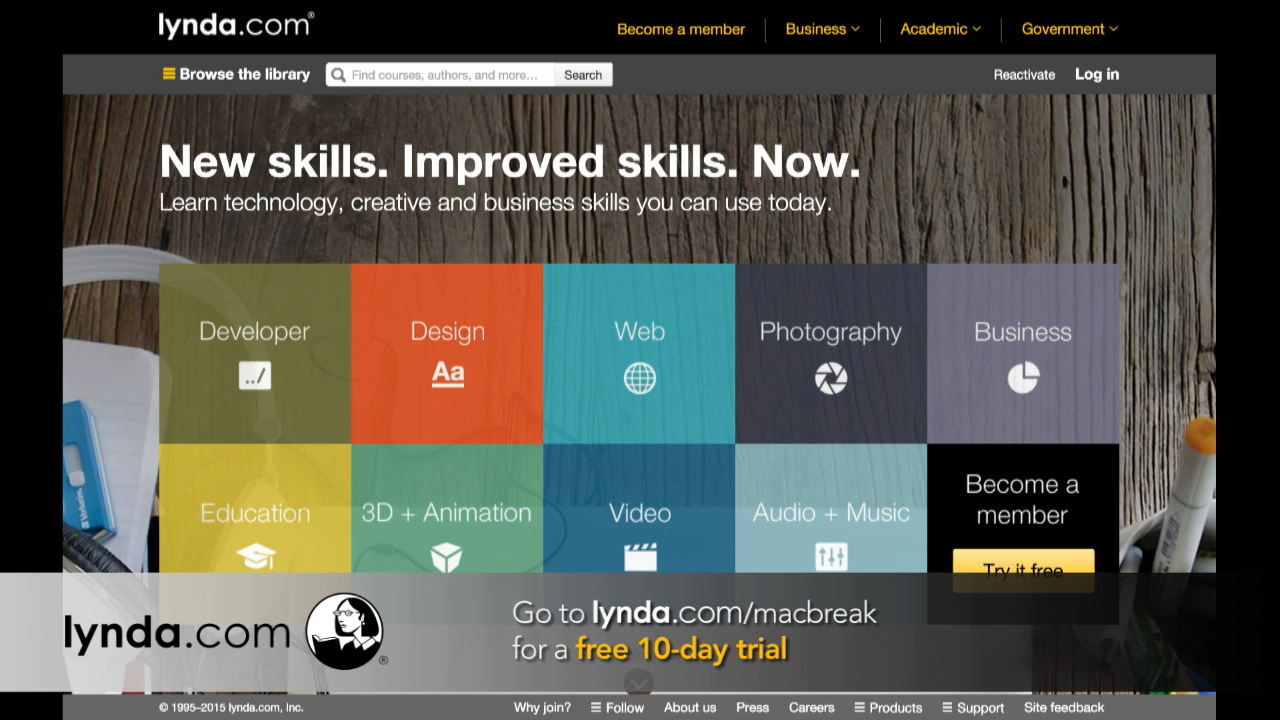 lynda.com®
Become a member Business Academic Government
Browse the library Find courses, authors, and more... Search Reactivate Log in
New skills. Improved skills. Now.
Learn technology, creative and business skills you can use today.
Developer Design Web Photography Business
../ Aa
Education 3D + Animation Video Audio + Music Become a
member
Try it free
lynda.com ®
Go to lynda.com/macbreak
for a free 10-day trial
© 1995–2015 lynda.com, Inc. Why join? Follow About us Press Careers Products Support Site feedback